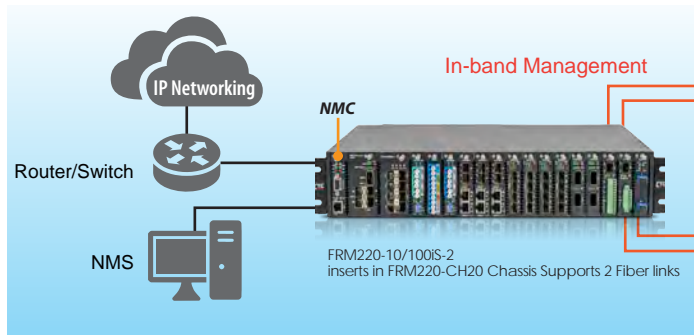 IP Networking
In-band Management
NMC
Router/Switch
NMS
FRM220-10/100iS-2
inserts in FRM220-CH20 Chassis Supports 2 Fiber links